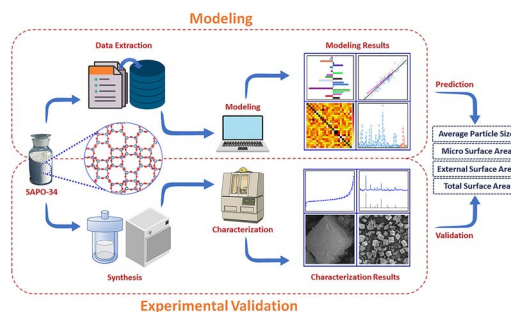 Modeling
Data Extraction
Modeling Results
Modeling
Prediction
SAPO-34
Average Particle Size
Micro Surface Area
External Surface Area
Total Surface Area
Characterization
Synthesis
Characterization Results
Validation
Experimental Validation